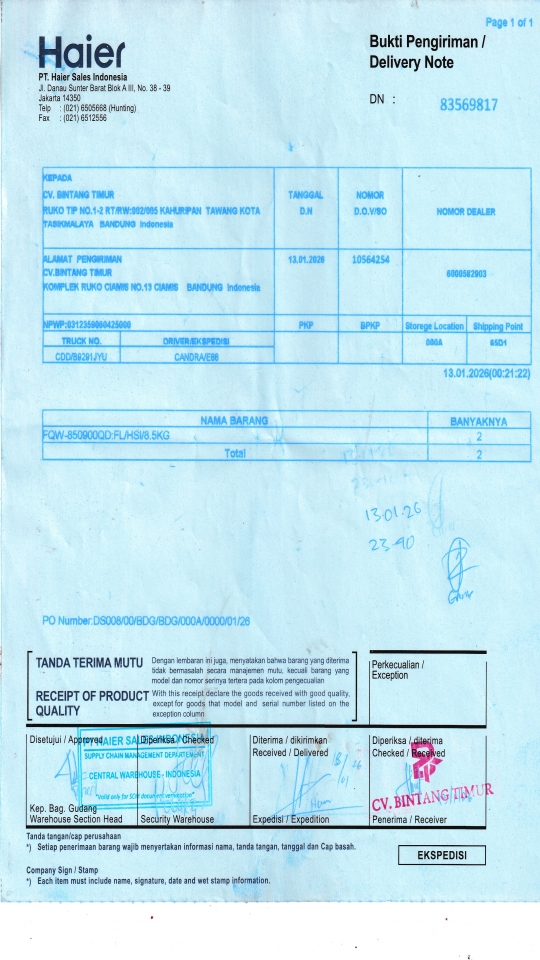 Page 1 of 1
Haier
Bukti Pengiriman /
Delivery Note
PT. Haier Sales Indonesia
Jl. Danau Sunter Barat Blok A III, No. 38 - 39
Jakarta 14350
Telp : (021) 6505668 (Hunting)
Fax : (021) 6512556
DN : 83569817
KEPADA
CV. BINTANG TIMUR
RUKO TIP NO.1-2 RT/RW:002/005 KAHURIPAN TAWANG KOTA
TASIKMALAYA BANDUNG Indonesia
TANGGAL
D.N
NOMOR
D.O.V/SO
NOMOR DEALER
ALAMAT PENGIRIMAN
CV.BINTANG TIMUR
KOMPLEK RUKO CIAMIS NO.13 CIAMIS BANDUNG Indonesia
13.01.2026
10564254
6000582903
NPWP:0312359060425000
PKP
BPKP
Storege Location
Shipping Point
TRUCK NO.
DRIVER/EKSPEDISI
000A
65D1
CDD/B9291JYU
CANDRA/E66
13.01.2026(00:21:22)
NAMA BARANG BANYAKNYA
FQW-850900QD:FL/HSI/8.5KG 2
Total 2
13.01.26
23.40
PO Number:DS008/00/BDG/BDG/000A/0000/01/26
TANDA TERIMA MUTU
Dengan lembaran ini juga, menyatakan bahwa barang yang diterima
tidak bermasalah secara manajemen mutu, kecuali barang yang
model dan nomor serinya tertera pada kolom pengecualian
RECEIPT OF PRODUCT
QUALITY
With this receipt declare the goods received with good quality,
except for goods that model and serial number listed on the
exception column
Perkecualian /
Exception
Disetujui / Approved
Diperiksa / Checked
Diterima / dikirimkan
Received / Delivered
Diperiksa / diterima
Checked / Received
HAIER SALES INDONESIA
SUPPLY CHAIN MANAGEMENT DEPARTEMENT
CENTRAL WAREHOUSE - INDONESIA
*Valid only for SCM document verification*
CV. BINTANG TIMUR
Kep. Bag. Gudang
Warehouse Section Head
Security Warehouse
Expedisi / Expedition
Penerima / Receiver
Tanda tangan/cap perusahaan
*) Setiap penerimaan barang wajib menyertakan informasi nama, tanda tangan, tanggal dan Cap basah.
EKSPEDISI
Company Sign / Stamp
*) Each item must include name, signature, date and wet stamp information.